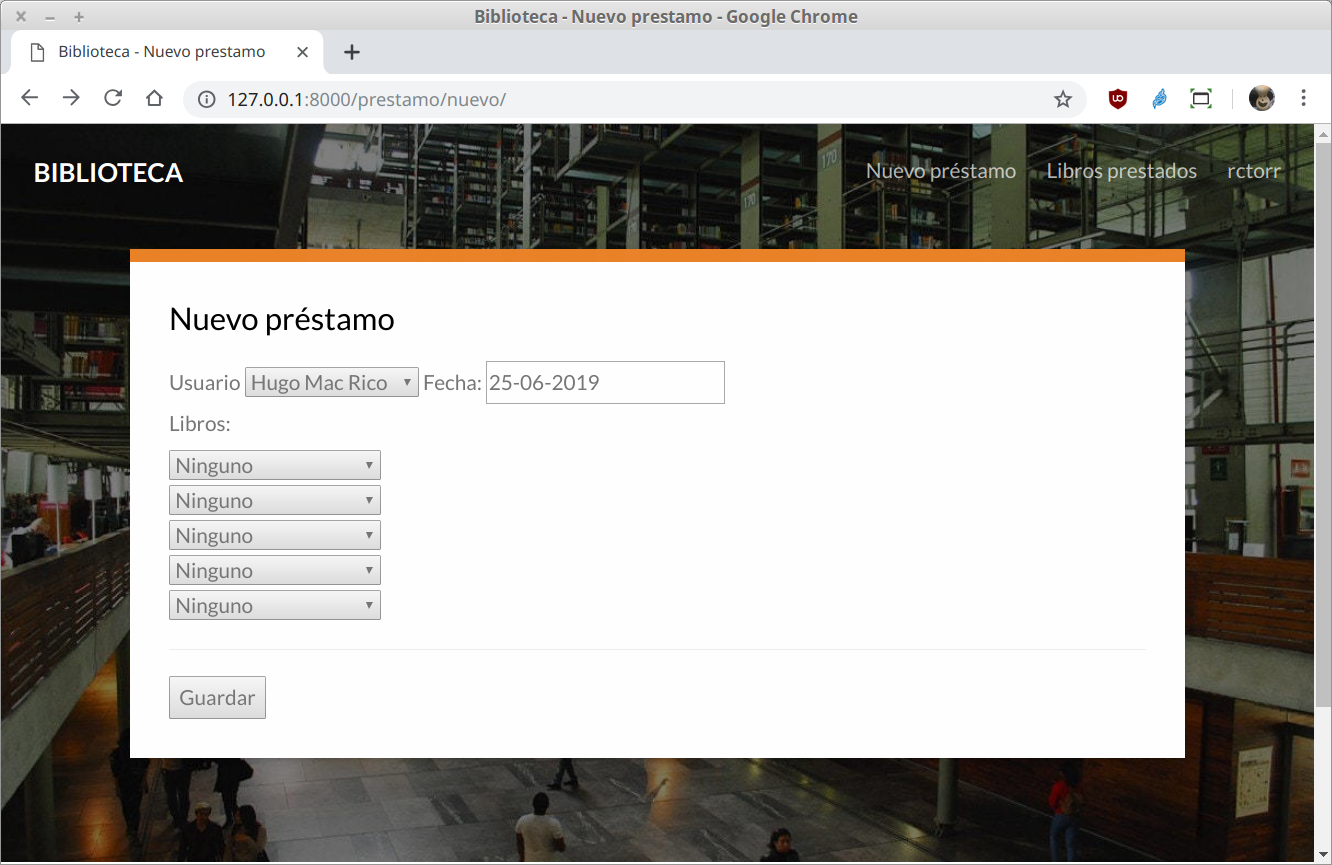 Biblioteca - Nuevo prestamo - Google Chrome
Biblioteca - Nuevo prestamo
127.0.0.1:8000/prestamo/nuevo/
BIBLIOTECA Nuevo préstamo Libros prestados rctorr
170
170
Nuevo préstamo
Usuario Hugo Mac Rico Fecha: 25-06-2019
Libros:
Ninguno
Ninguno
Ninguno
Ninguno
Ninguno
Guardar